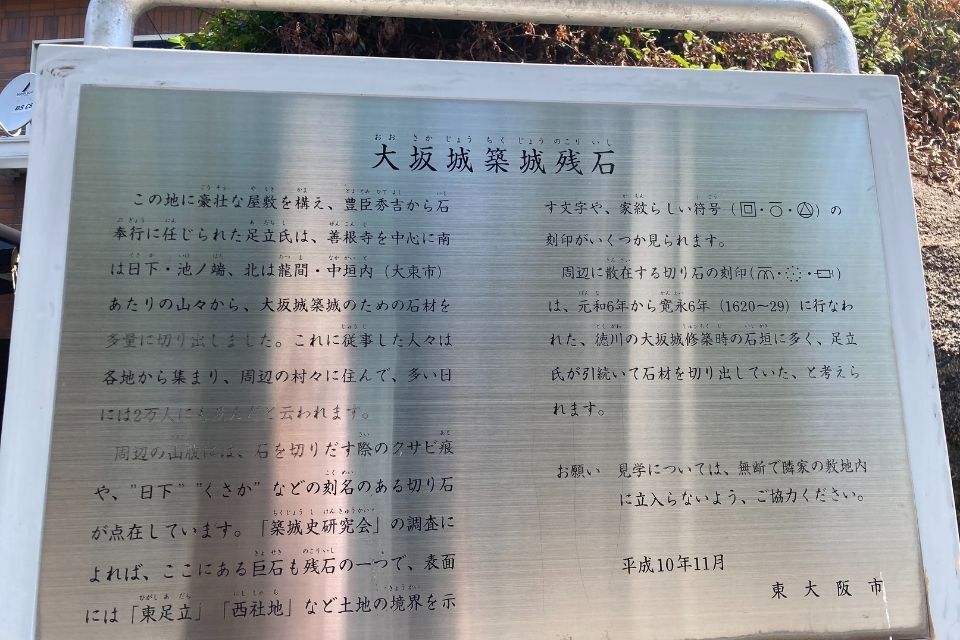 大坂城築城残石
この地に豪壮な屋敷を構え、豊臣秀吉から石
奉行に任じられた足立氏は、善根寺を中心に南
は日下・池ノ端、北は龍間・中垣内（大東市）
あたりの山々から、大坂城築城のための石材を
多量に切り出しました。これに従事した人々は
各地から集まり、周辺の村々に住んで、多い日
には2万人にも及んだと云われます。
周辺の山腹には、石を切りだす際のクサビ痕
や、"日下""くさか"などの刻名のある切り石
が点在しています。「築城史研究会」の調査に
よれば、ここにある巨石も残石の一つで、表面
には「東足立」「西社地」など土地の境界を示
す文字や、家紋らしい符号（・・）の
刻印がいくつか見られます。
周辺に散在する切り石の刻印（・・）
は、元和6年から寛永6年（1620〜29）に行なわ
れた、徳川の大坂城修築時の石垣に多く、足立
氏が引続いて石材を切り出していた、と考えら
れます。
お願い　見学については、無断で隣家の敷地内
に立入らないよう、ご協力ください。
平成10年11月
東大阪市